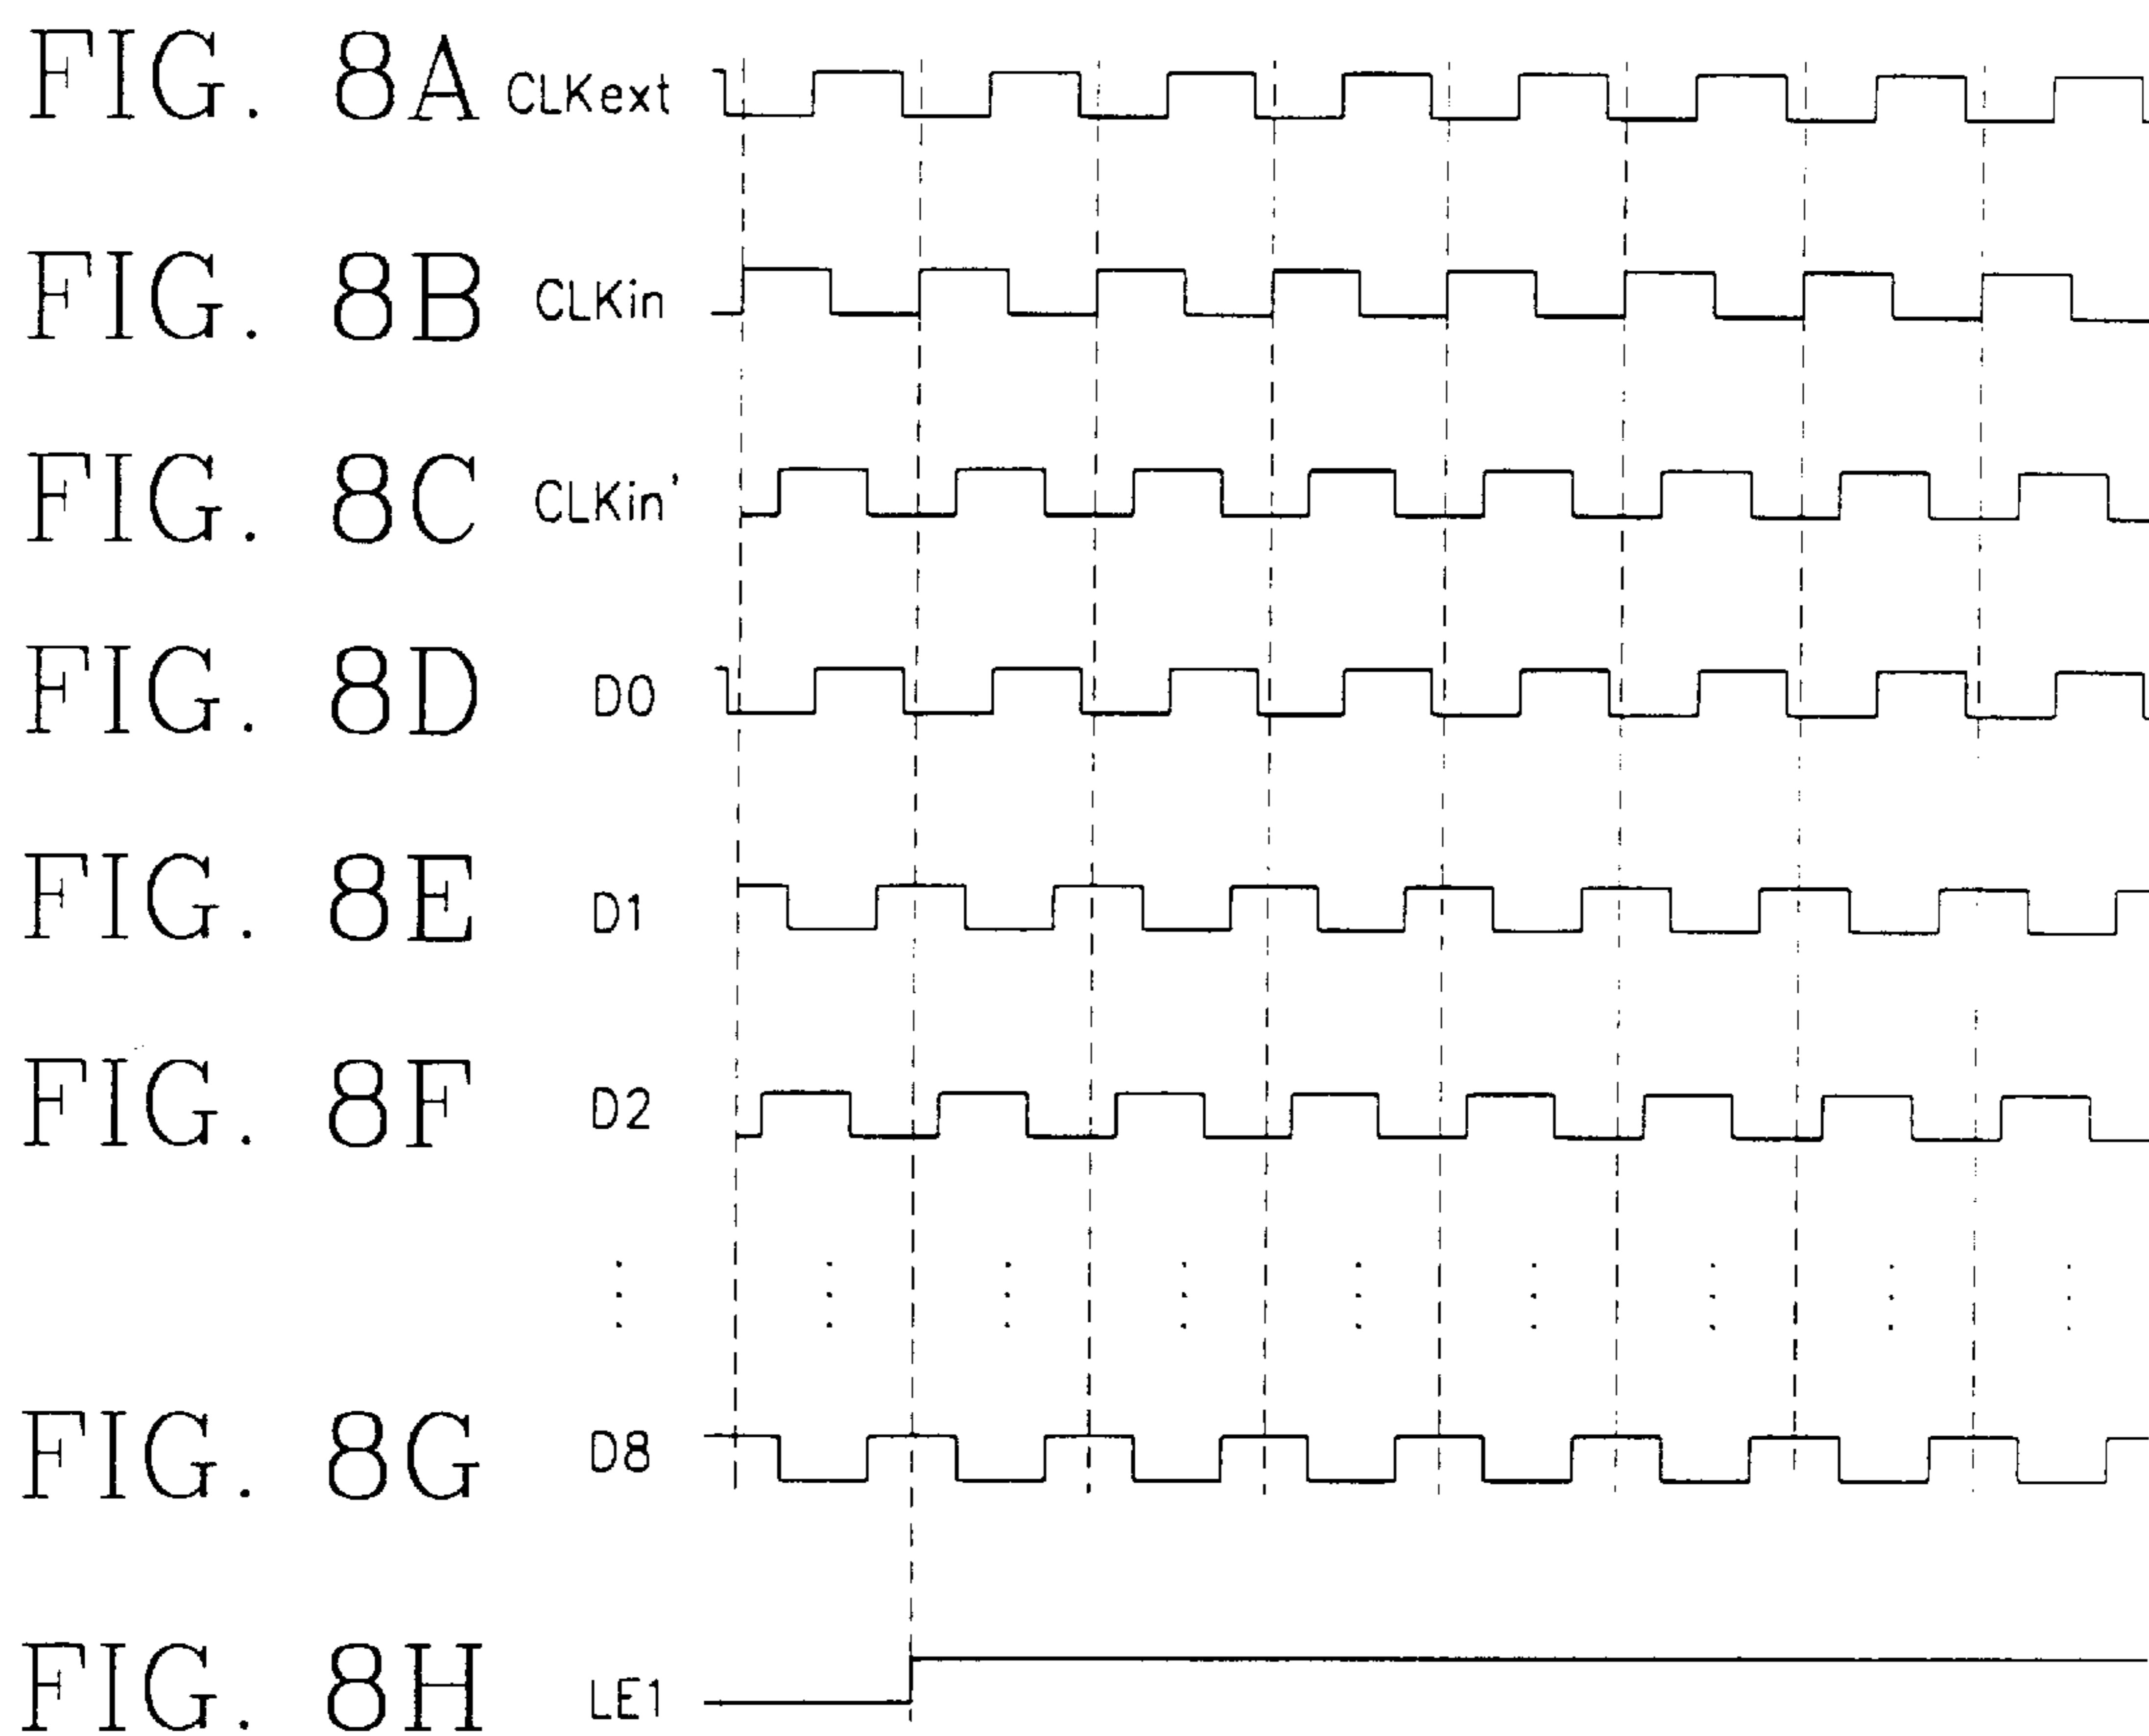 FIG. 8A CLKext
FIG. 8B CLKin
FIG. 8C CLKin'
FIG. 8D D0
FIG. 8E D1
FIG. 8F D2
FIG. 8G D8
FIG. 8H LE1